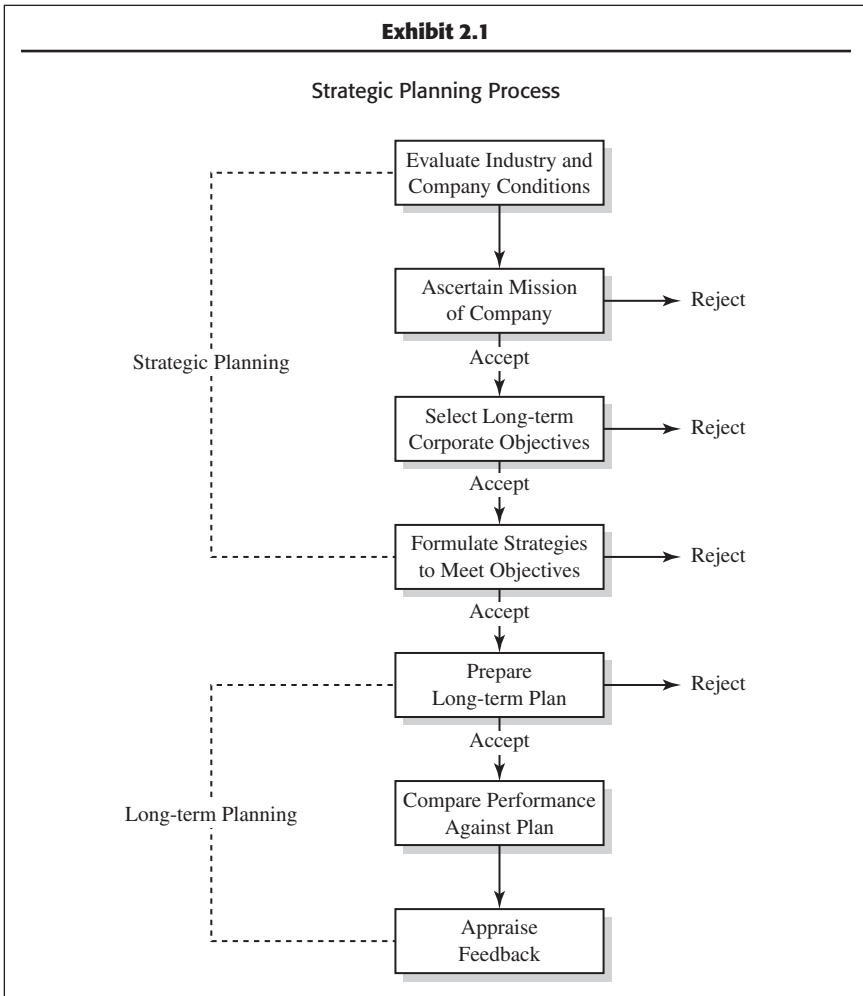 Exhibit 2.1
Strategic Planning Process
Evaluate Industry and
Company Conditions
Ascertain Mission
of Company
Reject
Accept
Strategic Planning
Select Long-term
Corporate Objectives
Reject
Accept
Formulate Strategies
to Meet Objectives
Reject
Accept
Prepare
Long-term Plan
Reject
Accept
Long-term Planning
Compare Performance
Against Plan
Appraise
Feedback